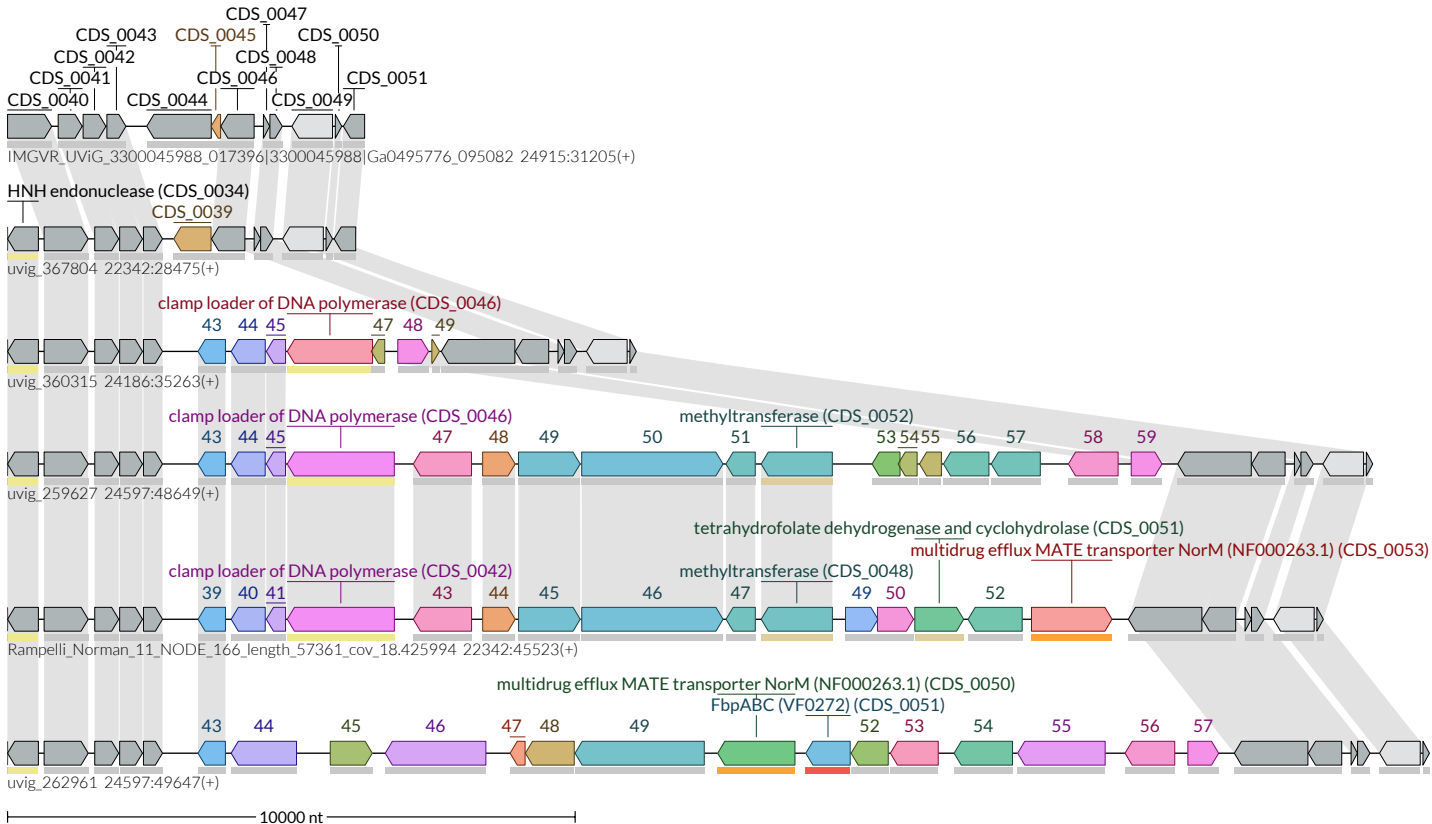 CDS_0047
CDS_0043 CDS_0045 CDS_0050
CDS_0042 CDS_0048
CDS_0041 CDS_0046 CDS_0051
CDS_0040 CDS_0044 CDS_0049
IMGVR_UViG_3300045988_017396|3300045988|Ga0495776_095082 24915:31205(+)
HNH endonuclease (CDS_0034)
CDS_0039
uvig_367804 22342:28475(+)
clamp loader of DNA polymerase (CDS_0046)
43 44 45 47 48 49
uvig_360315 24186:35263(+)
clamp loader of DNA polymerase (CDS_0046) methyltransferase (CDS_0052)
43 44 45 47 48 49 50 51 53 54 55 56 57 58 59
uvig_259627 24597:48649(+)
tetrahydrofolate dehydrogenase and cyclohydrolase (CDS_0051)
multidrug efflux MATE transporter NorM (NF000263.1) (CDS_0053)
clamp loader of DNA polymerase (CDS_0042) methyltransferase (CDS_0048)
39 40 41 43 44 45 46 47 49 50 52
Rampelli_Norman_11_NODE_166_length_57361_cov_18.425994 22342:45523(+)
multidrug efflux MATE transporter NorM (NF000263.1) (CDS_0050)
FbpABC (VF0272) (CDS_0051)
43 44 45 46 47 48 49 52 53 54 55 56 57
uvig_262961 24597:49647(+)
10000 nt